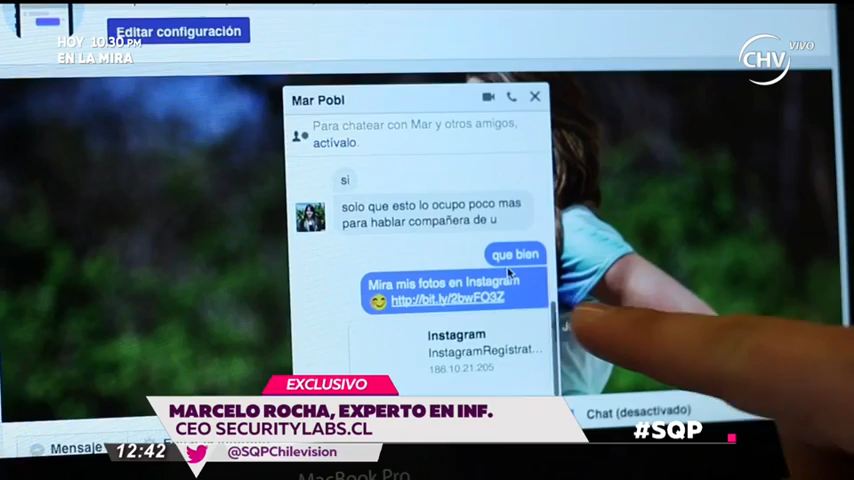 Editar configuración
HOY 10:30 PM
EN LA MIRA
CHV VIVO
Mar Pobl
Para chatear con Mar y otros amigos,
actívalo.
si
solo que esto lo ocupo poco mas
para hablar compañera de u
que bien
Mira mis fotos en Instagram
http://bit.ly/2bwFO3Z
Instagram
InstagramRegistrat...
186.10.21.205
EXCLUSIVO
MARCELO ROCHA, EXPERTO EN INF.
CEO SECURITYLABS.CL
Chat (desactivado)
#SQP
Mensaje
12:42
@SQPChilevision
MacBook Pro